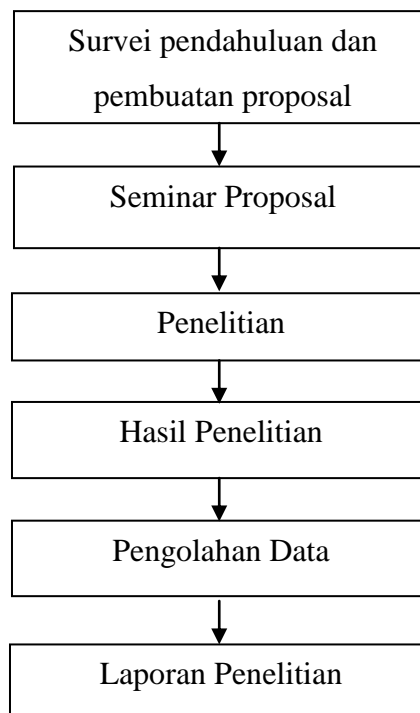 Survei pendahuluan dan
pembuatan proposal
Seminar Proposal
Penelitian
Hasil Penelitian
Pengolahan Data
Laporan Penelitian